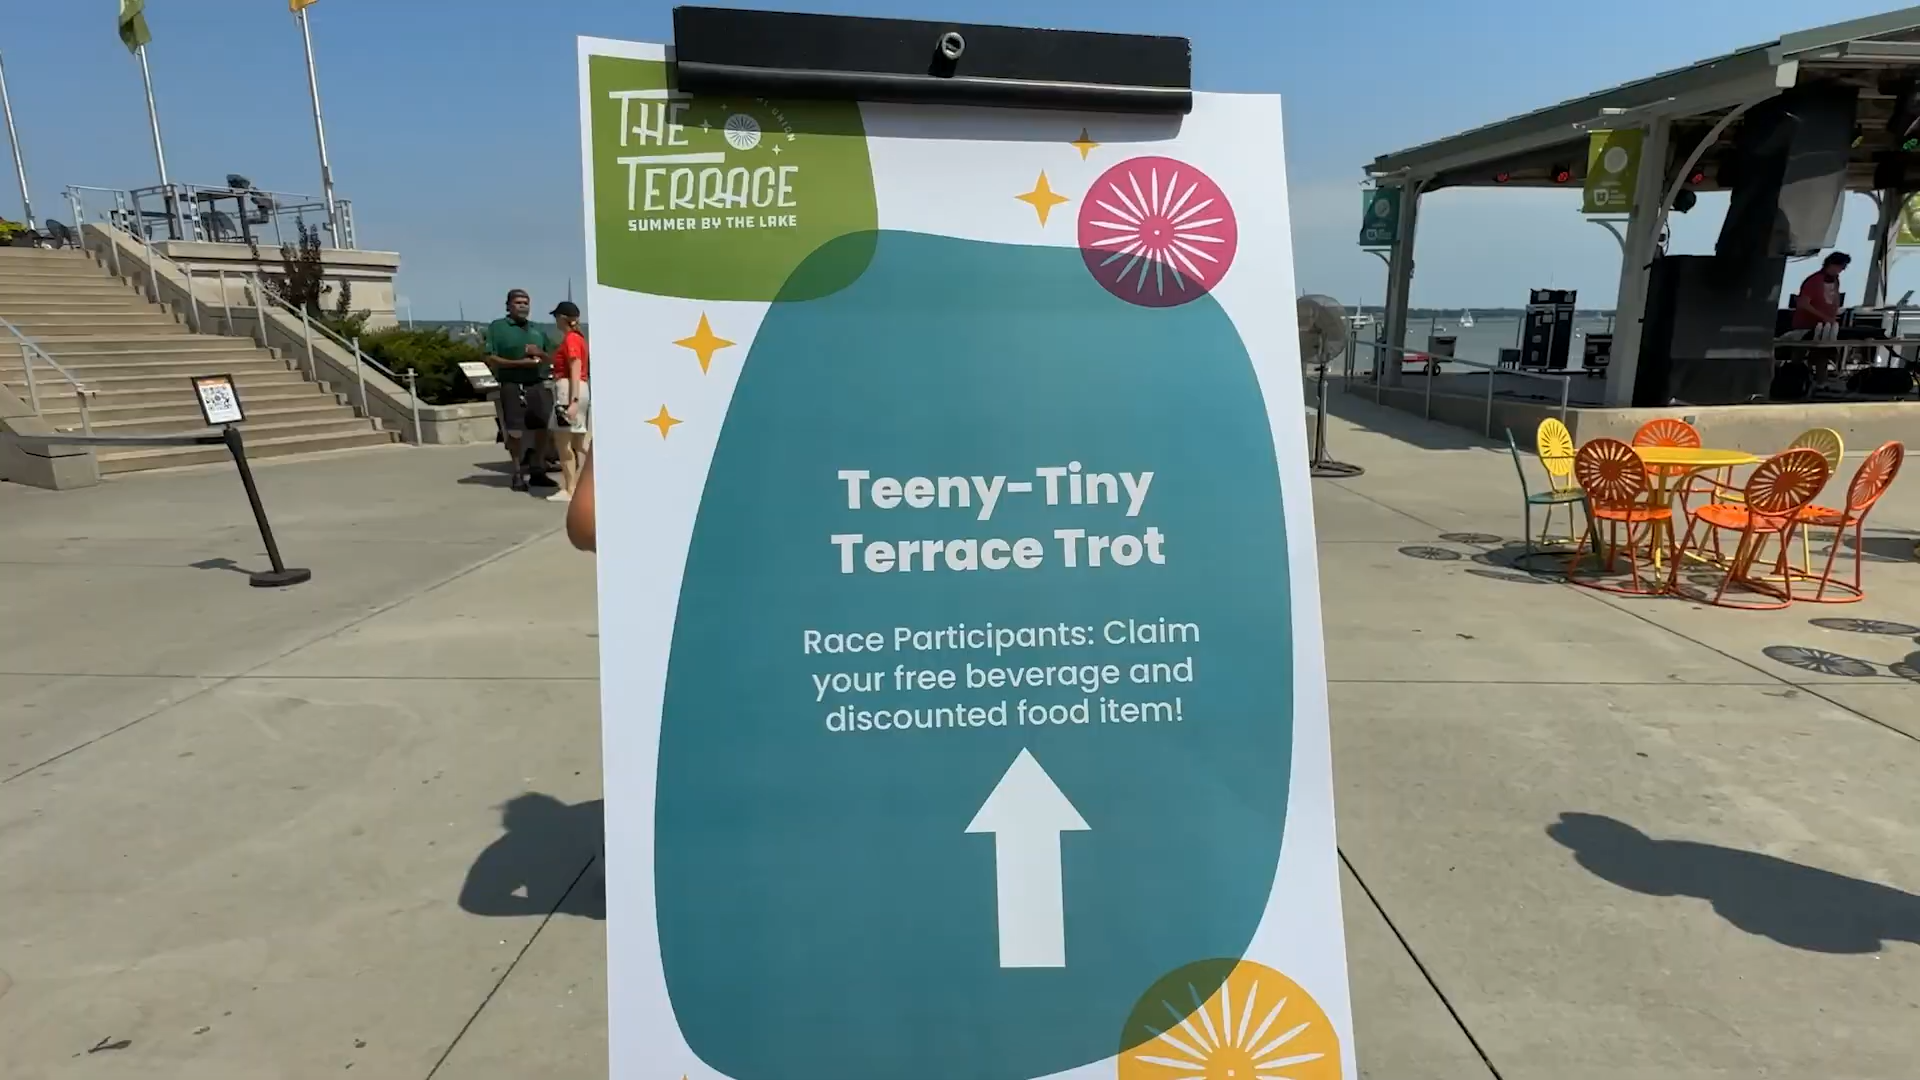 THE
TERRACE
SUMMER BY THE LAKE
Teeny-Tiny
Terrace Trot
Race Participants: Claim
your free beverage and
discounted food item!